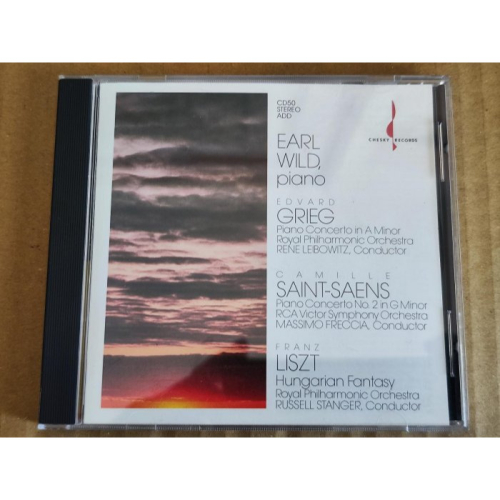 CD50
STEREO
ADD
CHESKY RECORDS
EARL
WILD,
piano
EDVARD
GRIEG
Piano Concerto in A Minor
Royal Philharmonic Orchestra
RENE LEIBOWITZ, Conductor
CAMILLE
SAINT-SAENS
Piano Concerto No. 2 in G Minor
RCA Victor Symphony Orchestra
MASSIMO FRECCIA, Conductor
FRANZ
LISZT
Hungarian Fantasy
Royal Philharmonic Orchestra
RUSSELL STANGER, Conductor